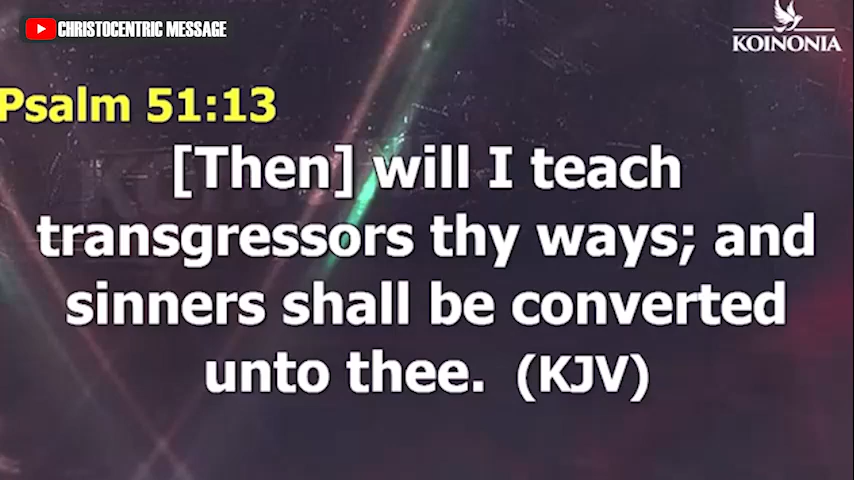 CHRISTOCENTRIC MESSAGE
KOINONIA
Psalm 51:13
[Then] will I teach
transgressors thy ways; and
sinners shall be converted
unto thee. (KJV)